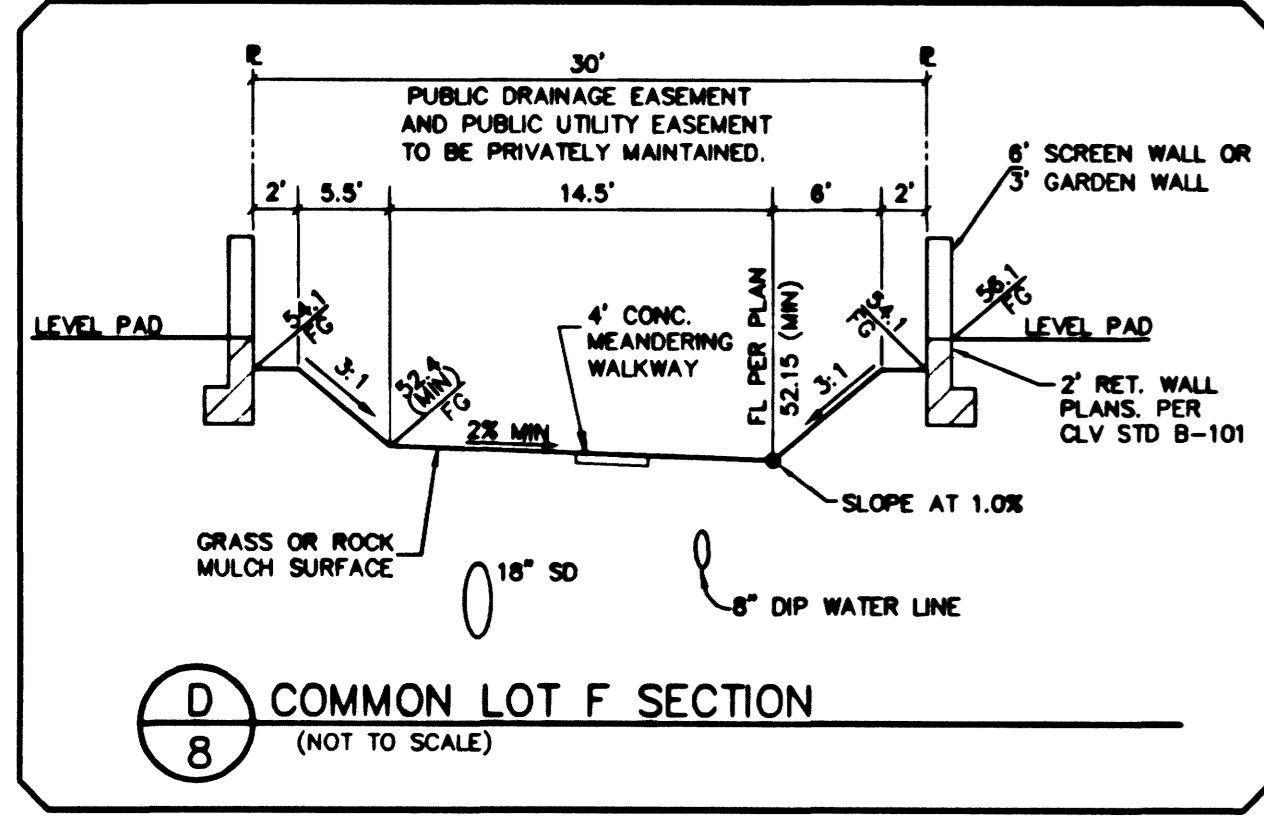 PL PL
30'
PUBLIC DRAINAGE EASEMENT
AND PUBLIC UTILITY EASEMENT
TO BE PRIVATELY MAINTAINED.
6' SCREEN WALL OR
3' GARDEN WALL
2' 5.5' 14.5' 6' 2'
LEVEL PAD
54.1
FG
3:1
52.4
(MIN)
FG
2% MIN
4' CONC.
MEANDERING
WALKWAY
FL PER PLAN
52.15 (MIN)
3:1
54.1
FG
56.1
FG
LEVEL PAD
2' RET. WALL
PLANS. PER
CLV STD B-101
SLOPE AT 1.0%
GRASS OR ROCK
MULCH SURFACE
18" SD
8" DIP WATER LINE
D
8
COMMON LOT F SECTION
(NOT TO SCALE)